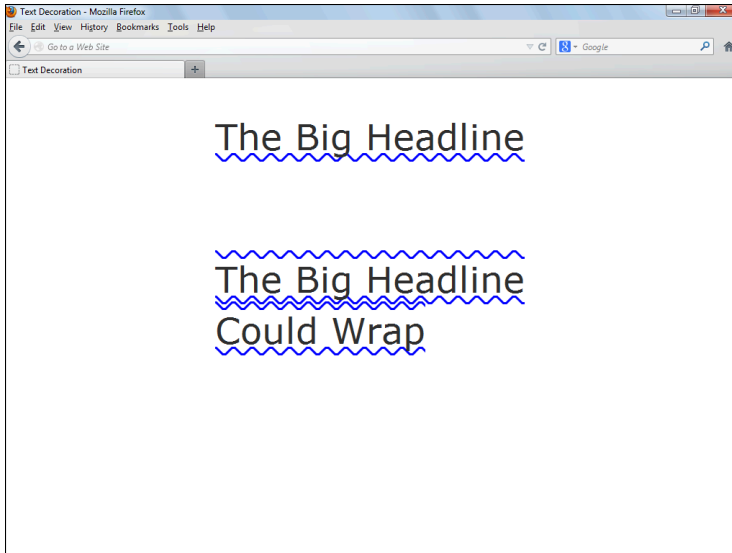 Text Decoration - Mozilla Firefox
File Edit View History Bookmarks Tools Help
Go to a Web Site
Google
Text Decoration
The Big Headline
The Big Headline
Could Wrap